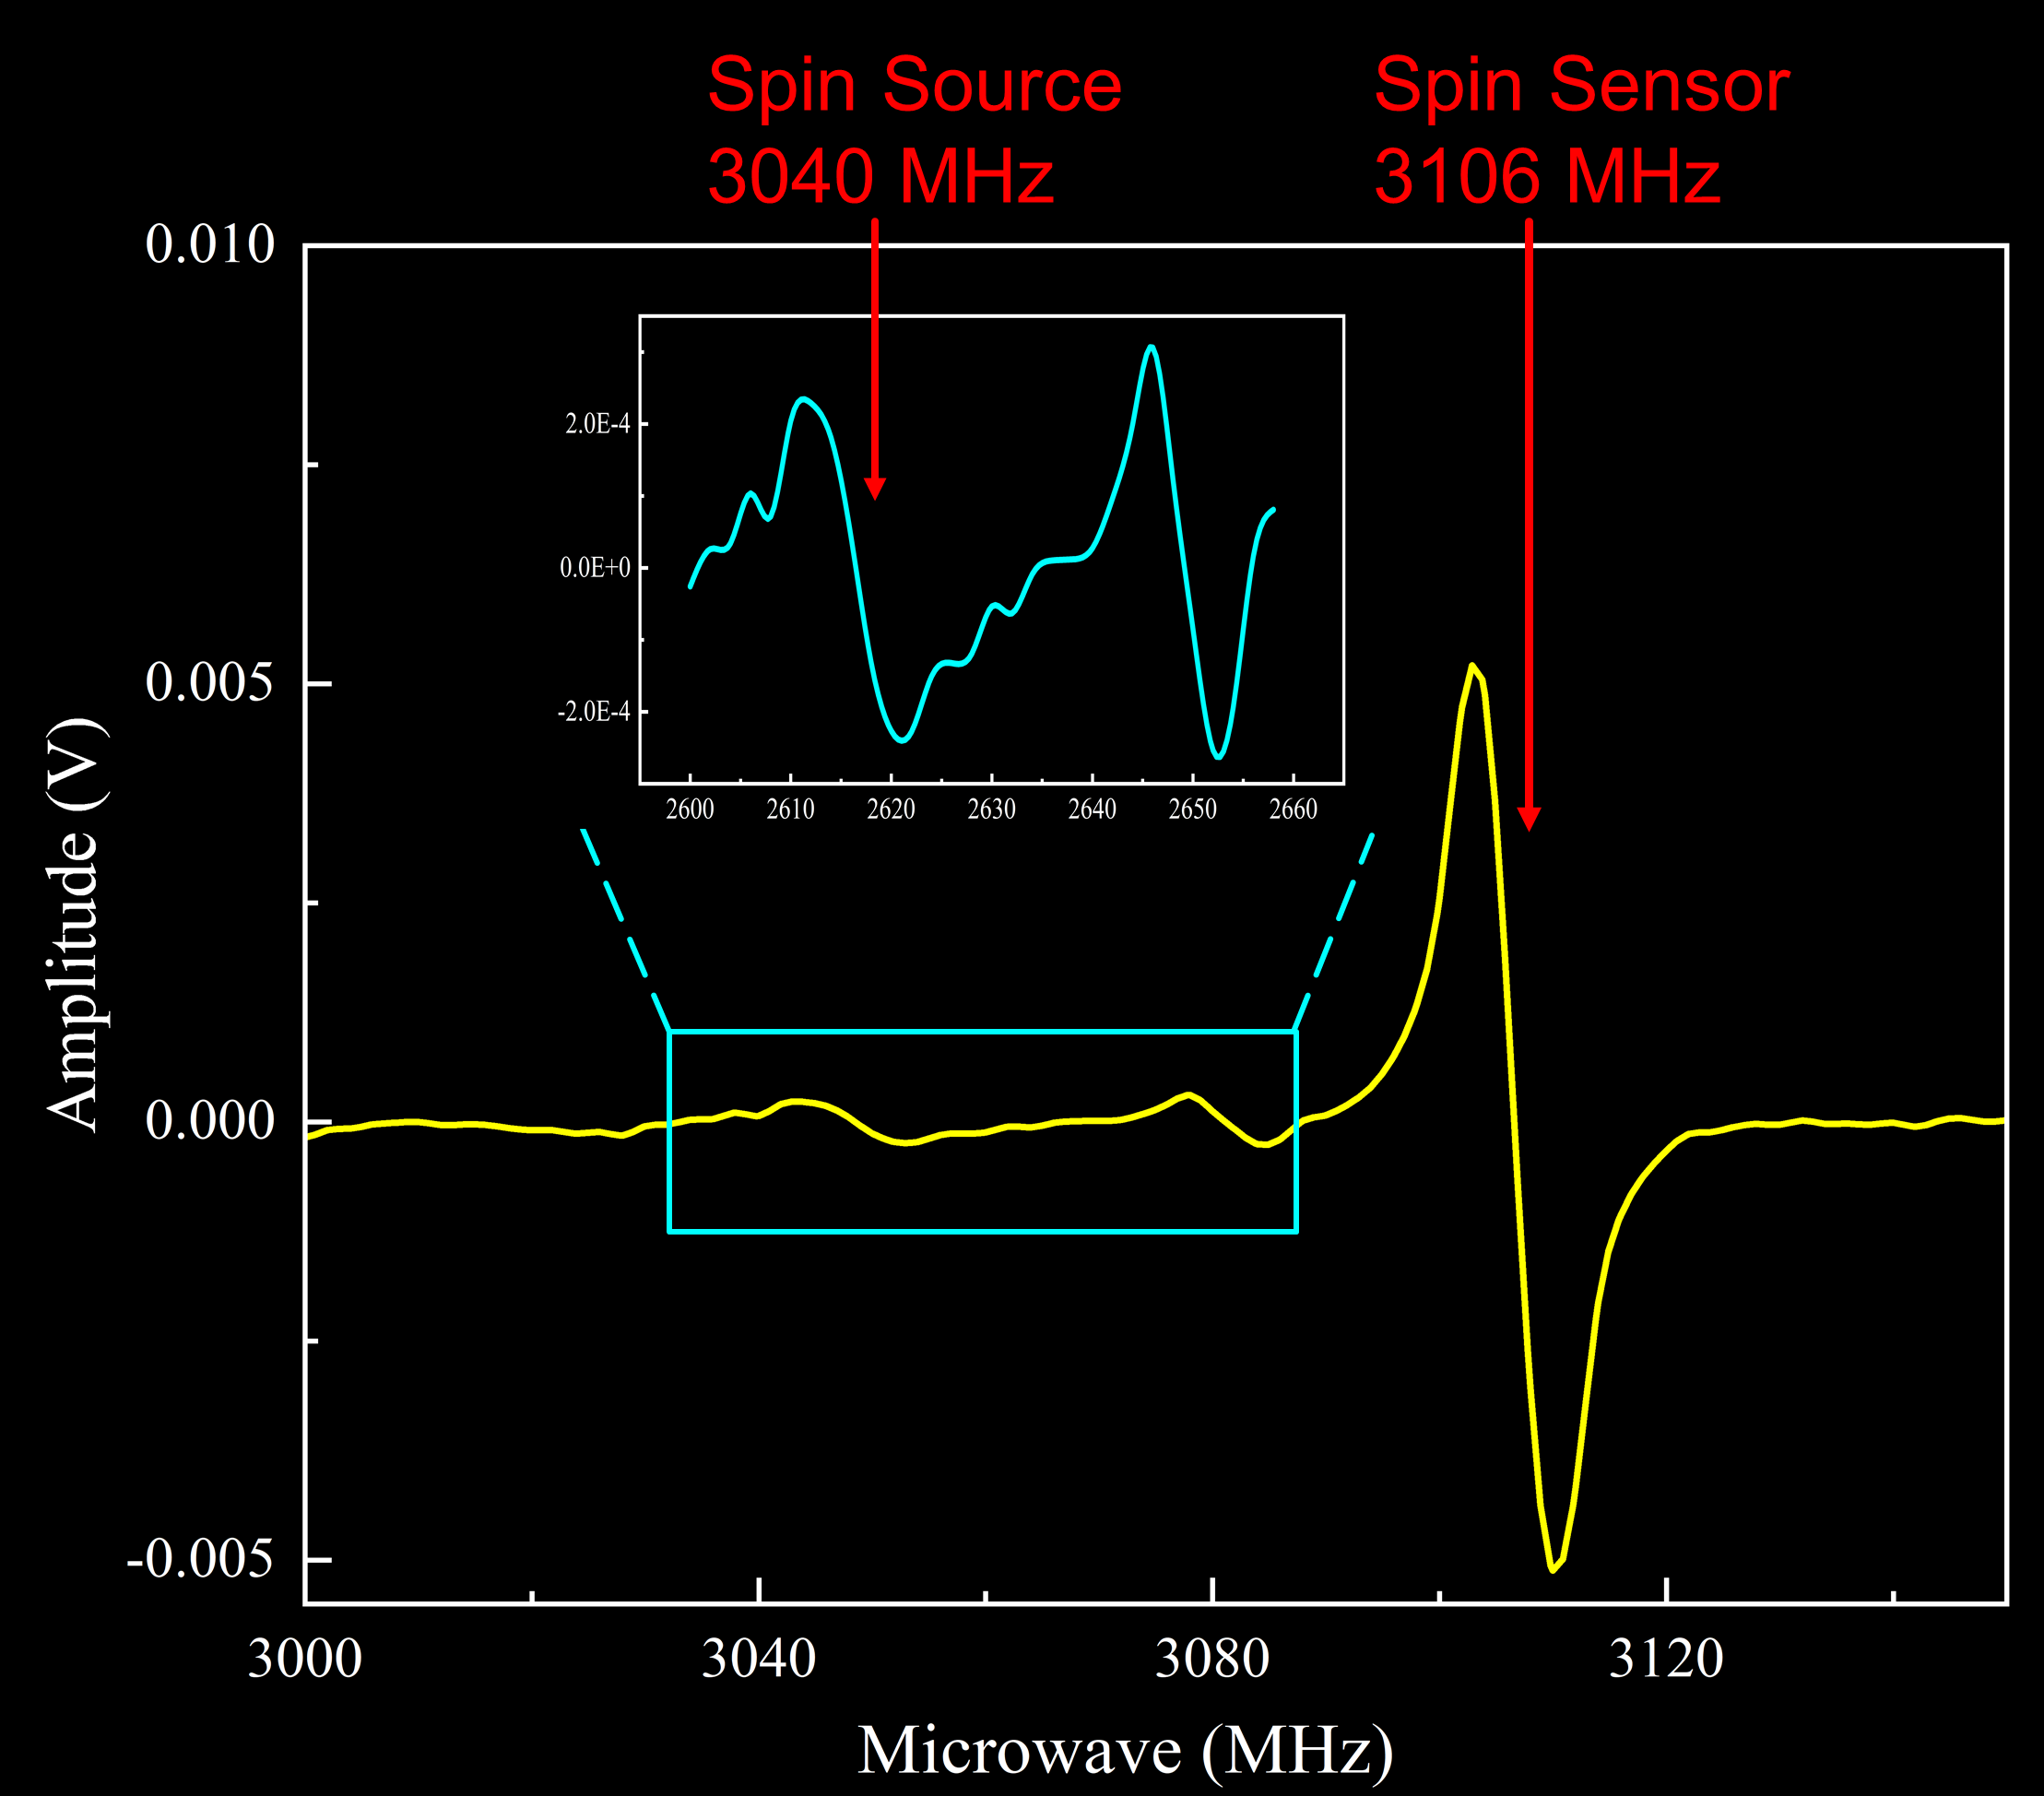 Spin Source
3040 MHz
Spin Sensor
3106 MHz
0.010
0.005
0.000
-0.005
Amplitude (V)
2.0E-4
0.0E+0
-2.0E-4
2600 2610 2620 2630 2640 2650 2660
3000 3040 3080 3120
Microwave (MHz)